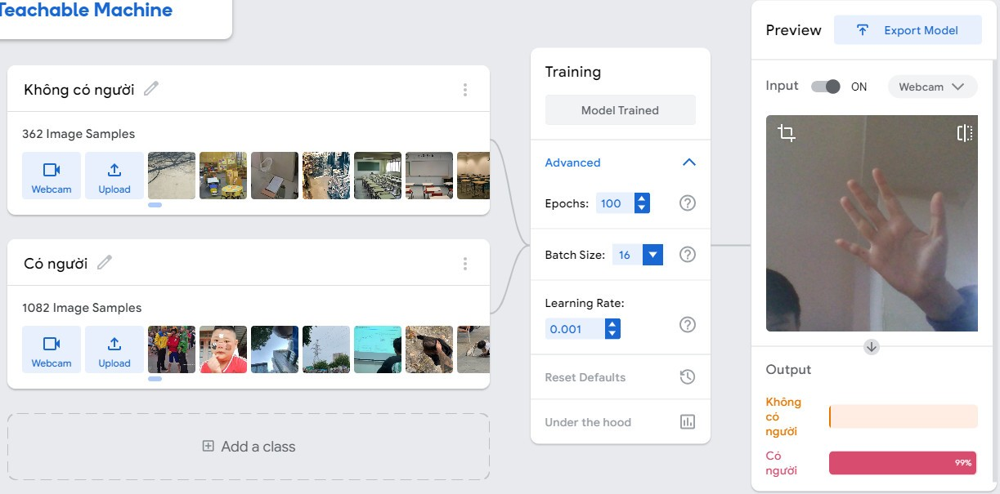 Teachable Machine
Không có người
362 Image Samples
Webcam
Upload
Có người
1082 Image Samples
Webcam
Upload
Add a class
Training
Model Trained
Advanced
Epochs: 100
Batch Size: 16
Learning Rate:
0.001
Reset Defaults
Under the hood
Preview
Export Model
Input ON Webcam
Output
Không
có
người
Có
người
99%